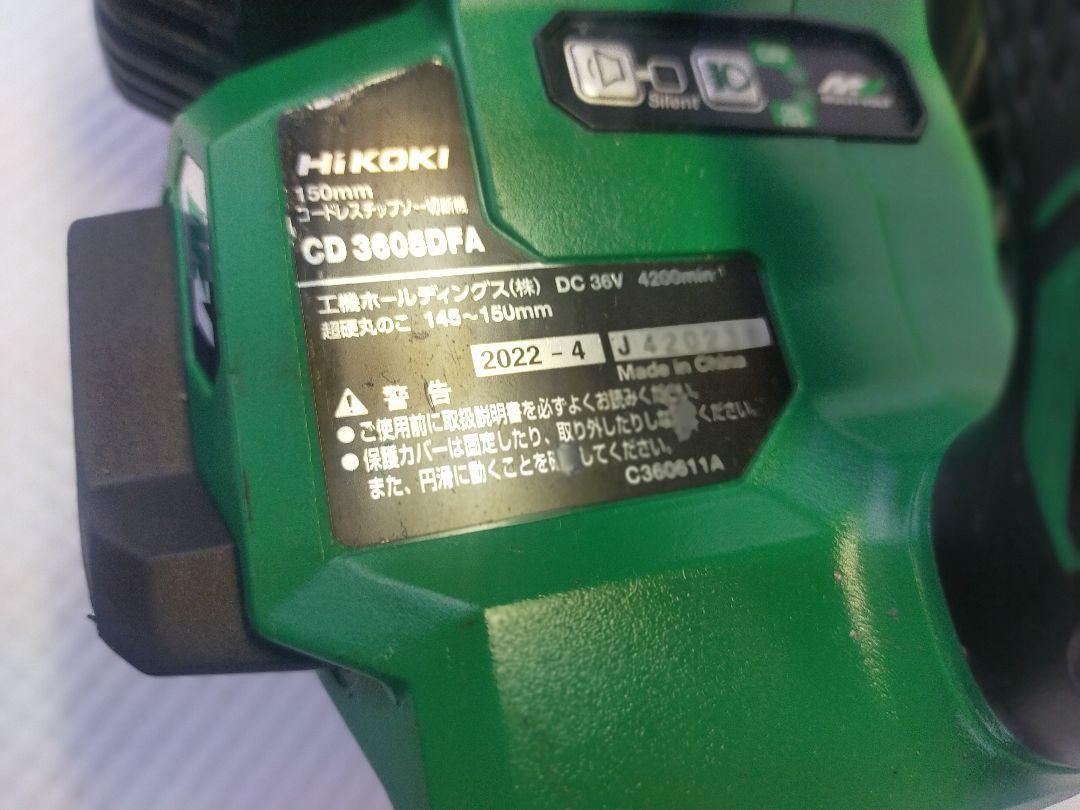 Silent
HiKOKI
150mm
コードレスチップソー切断機
CD 3605DFA
工機ホールディングス(株) DC 36V 4200min⁻¹
超硬丸のこ 145〜150mm
2022 - 4
Made in China
警 告
● ご使用前に取扱説明書を必ずよくお読みください。
● 保護カバーは固定したり、取り外したりしな ください。
また、円滑に動くことを してください。
C360611A